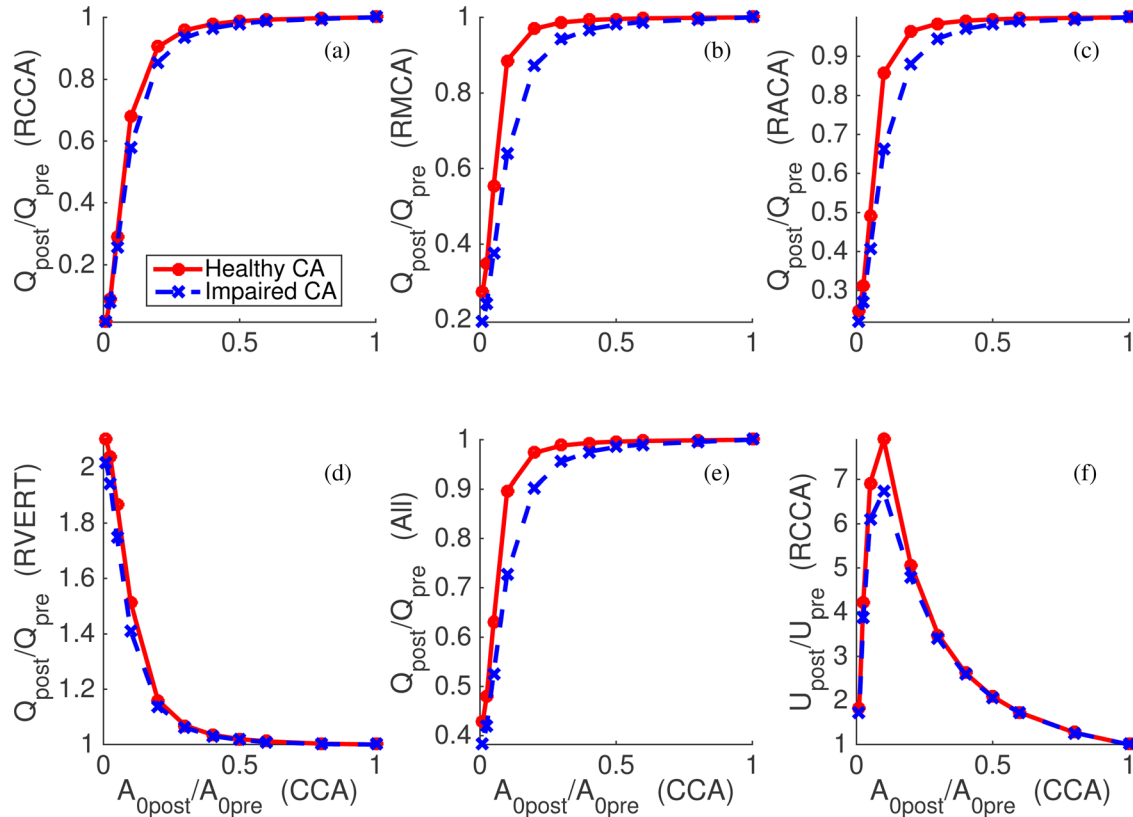 (a)
Q_post/Q_pre (RCCA)
1
0.8
0.6
0.4
0.2
0 0.5 1
Healthy CA
Impaired CA
(b)
Q_post/Q_pre (RMCA)
1
0.8
0.6
0.4
0.2
0 0.5 1
(c)
Q_post/Q_pre (RACA)
0.9
0.8
0.7
0.6
0.5
0.4
0.3
0 0.5 1
(d)
Q_post/Q_pre (RVERT)
2
1.8
1.6
1.4
1.2
1
0 0.5 1
A_0post/A_0pre (CCA)
(e)
Q_post/Q_pre (All)
1
0.9
0.8
0.7
0.6
0.5
0.4
0 0.5 1
A_0post/A_0pre (CCA)
(f)
U_post/U_pre (RCCA)
7
6
5
4
3
2
1
0 0.5 1
A_0post/A_0pre (CCA)